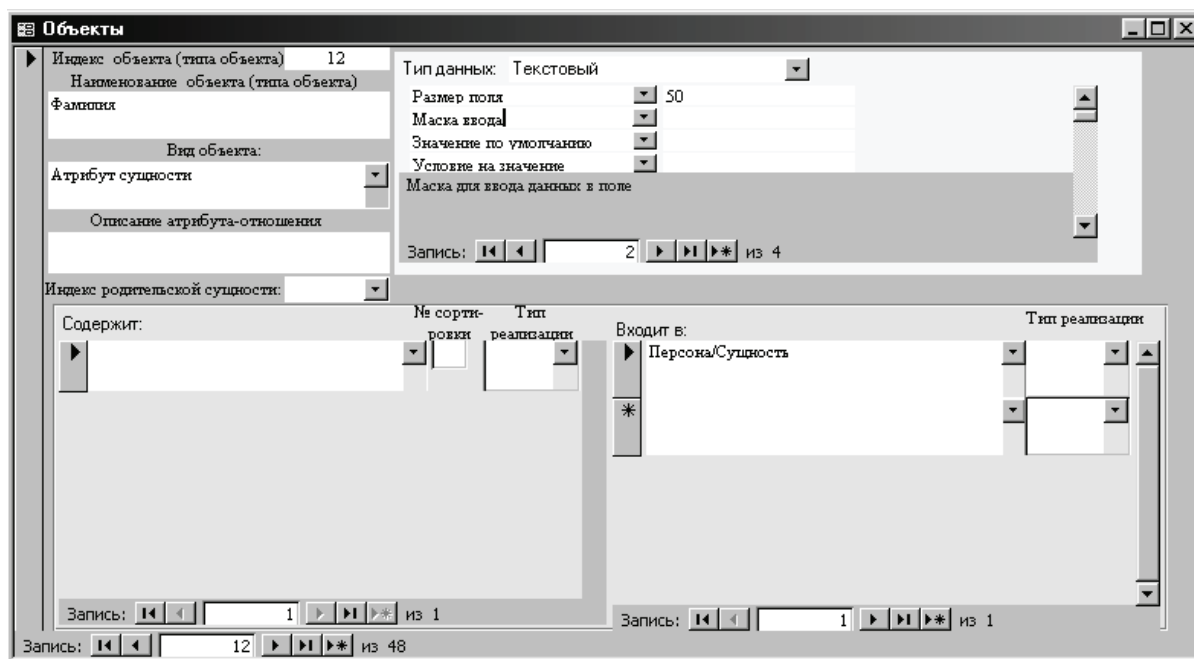 Объекты
Индекс объекта (типа объекта) 12
Наименование объекта (типа объекта)
Фамилия
Вид объекта:
Атрибут сущности
Описание атрибута-отношения
Индекс родительской сущности:
Тип данных: Текстовый
Размер поля 50
Маска ввода
Значение по умолчанию
Условие на значение
Маска для ввода данных в поле
Запись: 2 из 4
Содержит:
№ сорти-
ровки
Тип
реализации
Запись: 1 из 1
Входит в:
Тип реализации
Персона/Сущность
Запись: 1 из 1
Запись: 12 из 48